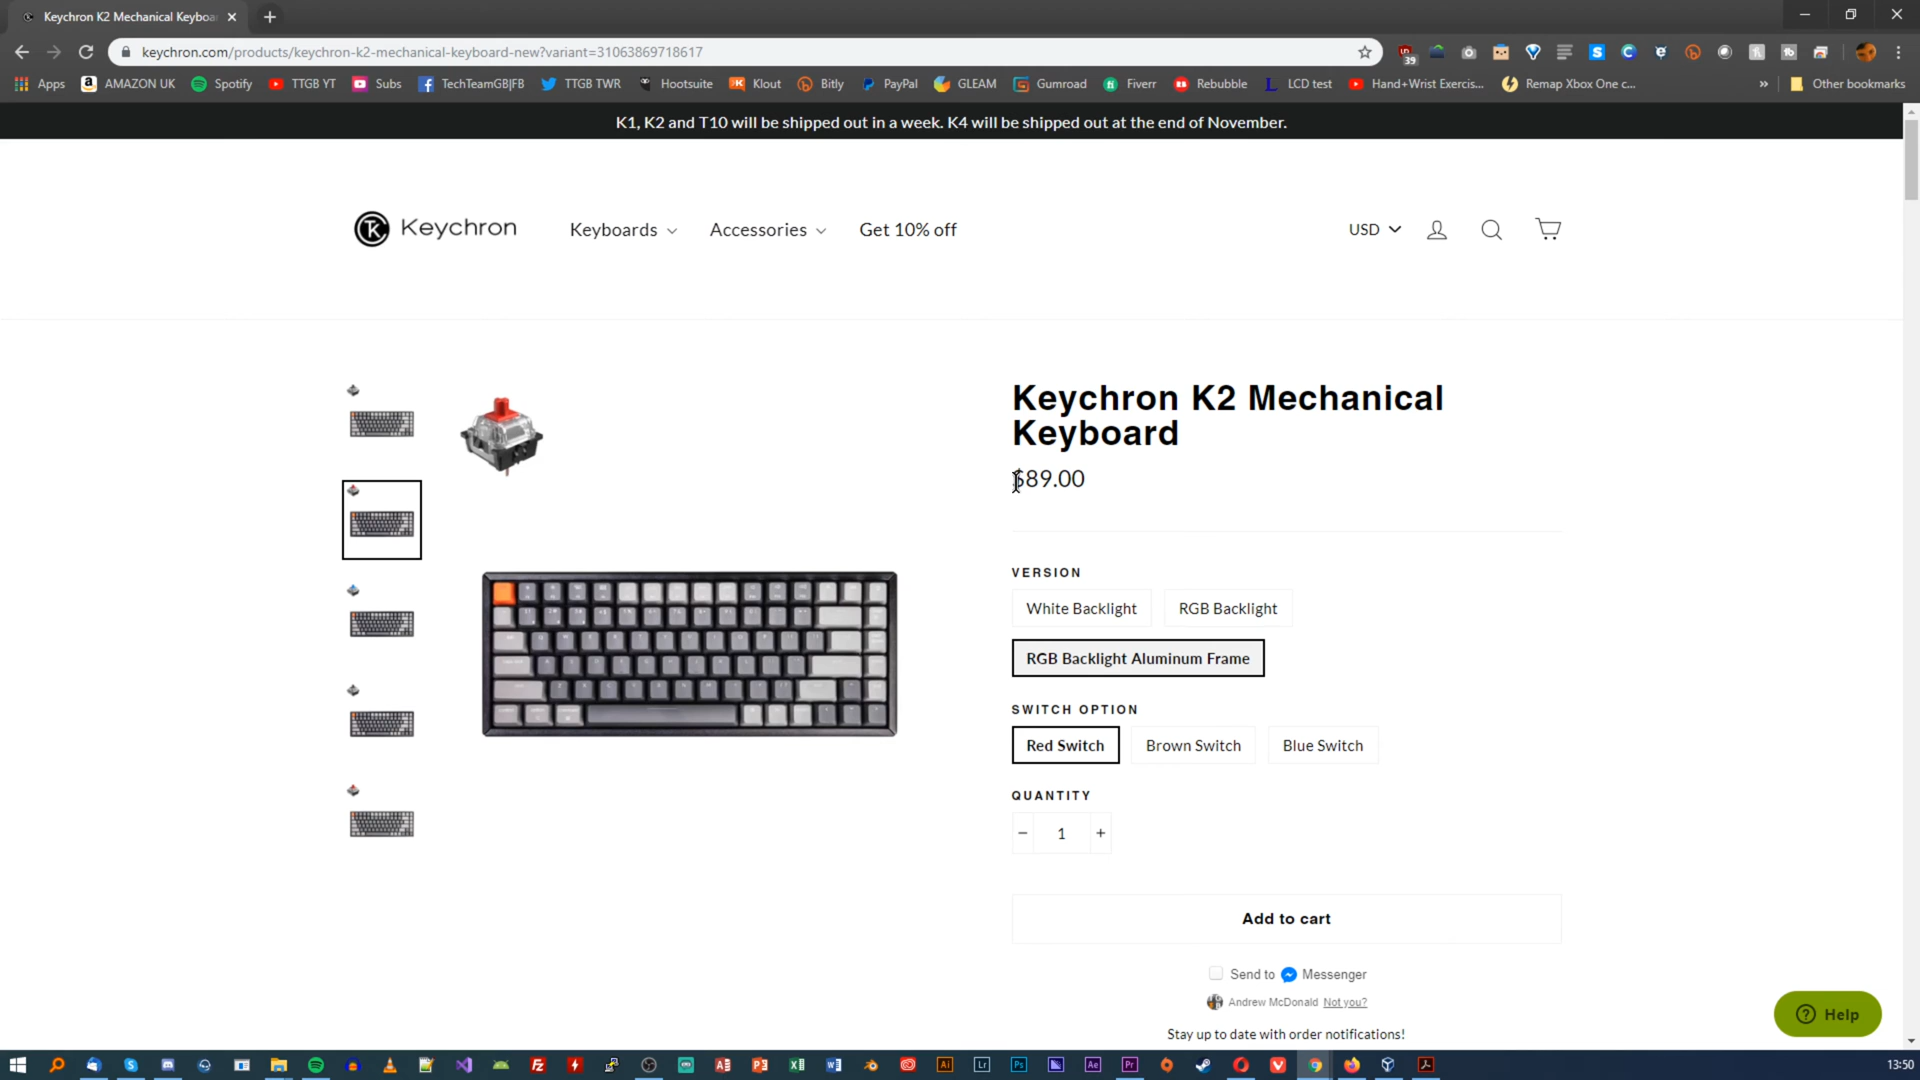 Keychron K2 Mechanical Keyboa
keychron.com/products/keychron-k2-mechanical-keyboard-new?variant=31063869718617
39
Apps AMAZON UK Spotify TTGB YT Subs TechTeamGB|FB TTGB TWR Hootsuite Klout Bitly PayPal GLEAM Gumroad Fiverr Rebubble LCD test Hand+Wrist Exercis... Remap Xbox One c... » Other bookmarks
K1, K2 and T10 will be shipped out in a week. K4 will be shipped out at the end of November.
Keychron Keyboards Accessories Get 10% off USD
Keychron K2 Mechanical
Keyboard
$89.00
VERSION
White Backlight RGB Backlight
RGB Backlight Aluminum Frame
SWITCH OPTION
Red Switch Brown Switch Blue Switch
QUANTITY
− 1 +
Add to cart
Send to Messenger
Andrew McDonald Not you?
Help
Stay up to date with order notifications!
13:50